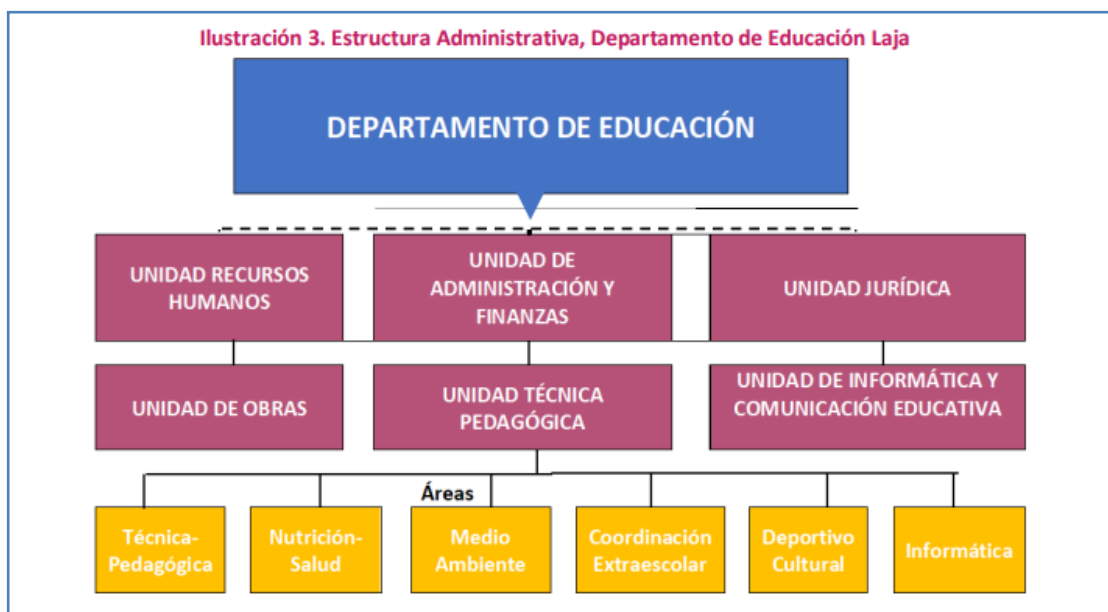 Ilustración 3. Estructura Administrativa, Departamento de Educación Laja
DEPARTAMENTO DE EDUCACIÓN
UNIDAD RECURSOS
HUMANOS
UNIDAD DE
ADMINISTRACIÓN Y
FINANZAS
UNIDAD JURÍDICA
UNIDAD DE OBRAS
UNIDAD TÉCNICA
PEDAGÓGICA
UNIDAD DE INFORMÁTICA Y
COMUNICACIÓN EDUCATIVA
Áreas
Técnica-
Pedagógica
Nutrición-
Salud
Medio
Ambiente
Coordinación
Extraescolar
Deportivo
Cultural
Informática